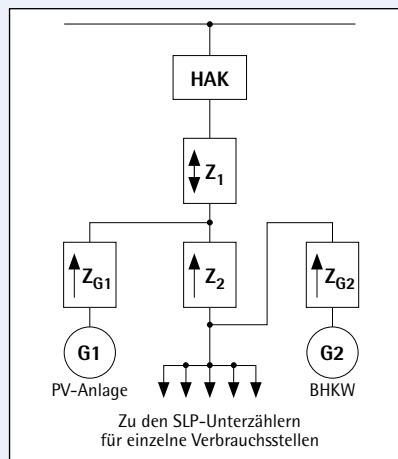 HAK
Z1
ZG1 Z2 ZG2
G1 G2
PV-Anlage BHKW
Zu den SLP-Unterzählern
für einzelne Verbrauchsstellen